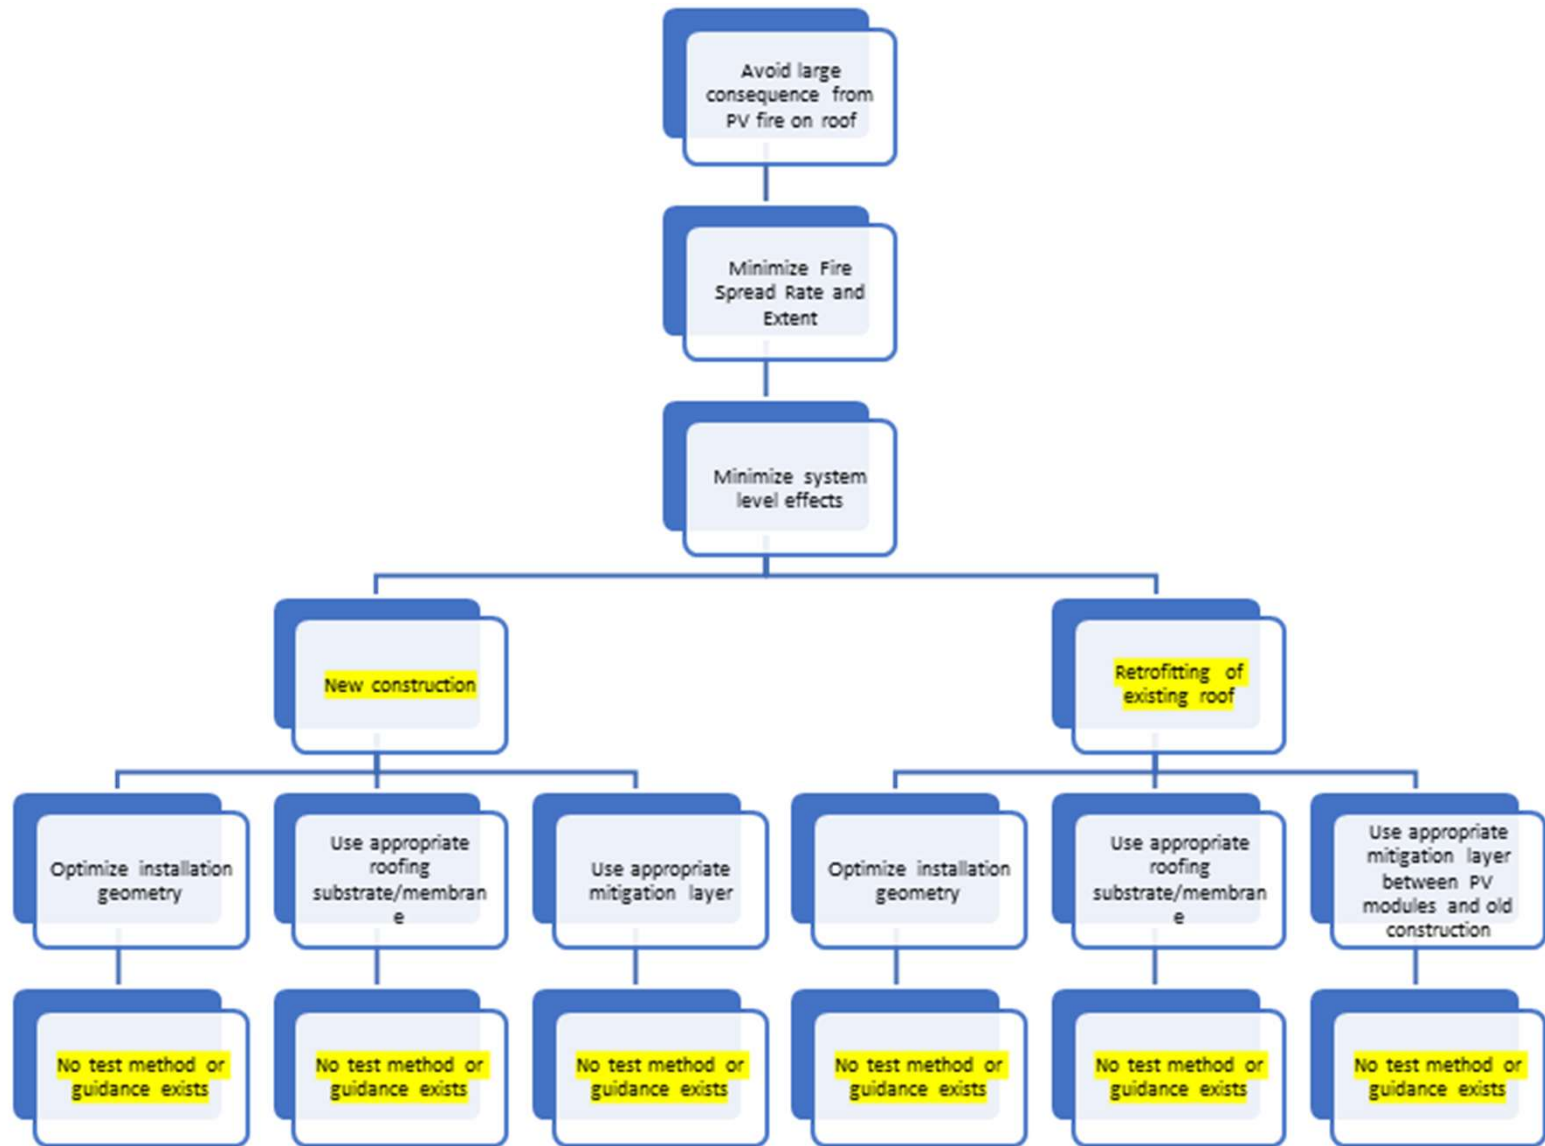 Avoid large
consequence from
PV fire on roof
Minimize Fire
Spread Rate and
Extent
Minimize system
level effects
New construction
Retrofitting of
existing roof
Optimize installation
geometry
Use appropriate
roofing
substrate/membran
e
Use appropriate
mitigation layer
Optimize installation
geometry
Use appropriate
roofing
substrate/membran
e
Use appropriate
mitigation layer
between PV
modules and old
construction
No test method or
guidance exists
No test method or
guidance exists
No test method or
guidance exists
No test method or
guidance exists
No test method or
guidance exists
No test method or
guidance exists